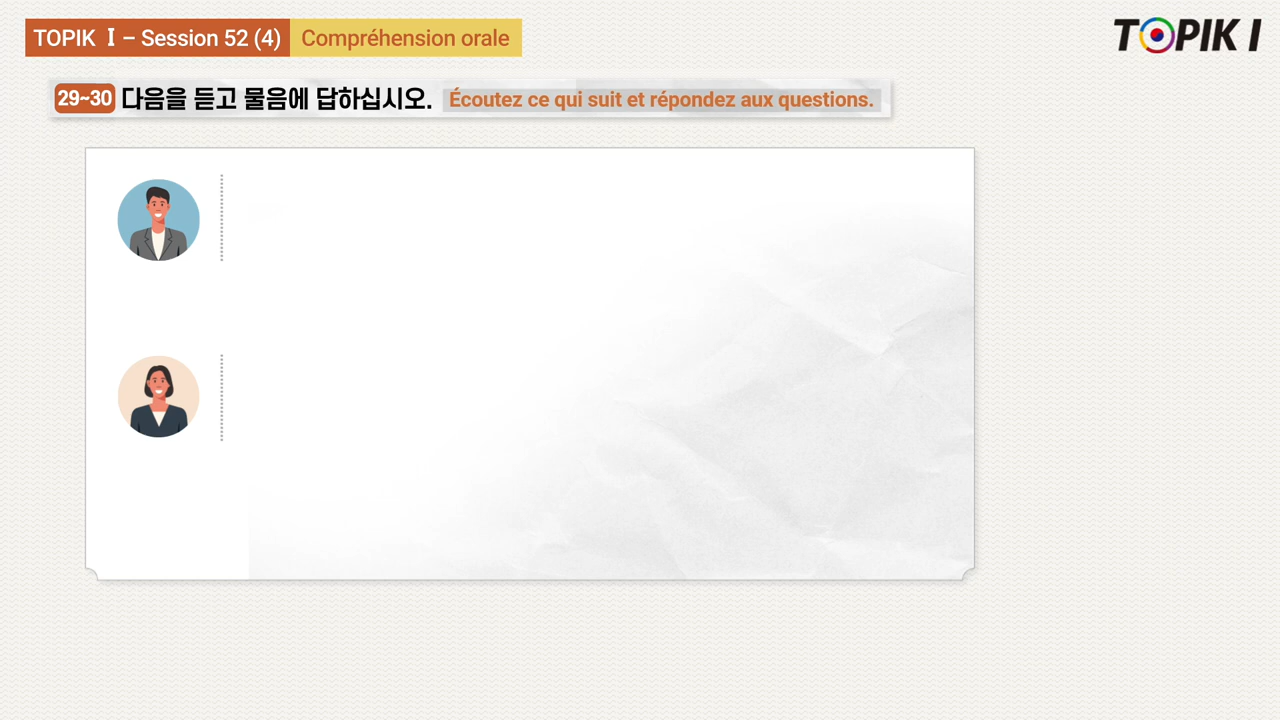 TOPIK Ⅰ – Session 52 (4) Compréhension orale
TOPIK I
29~30 다음을 듣고 물음에 답하십시오. Écoutez ce qui suit et répondez aux questions.